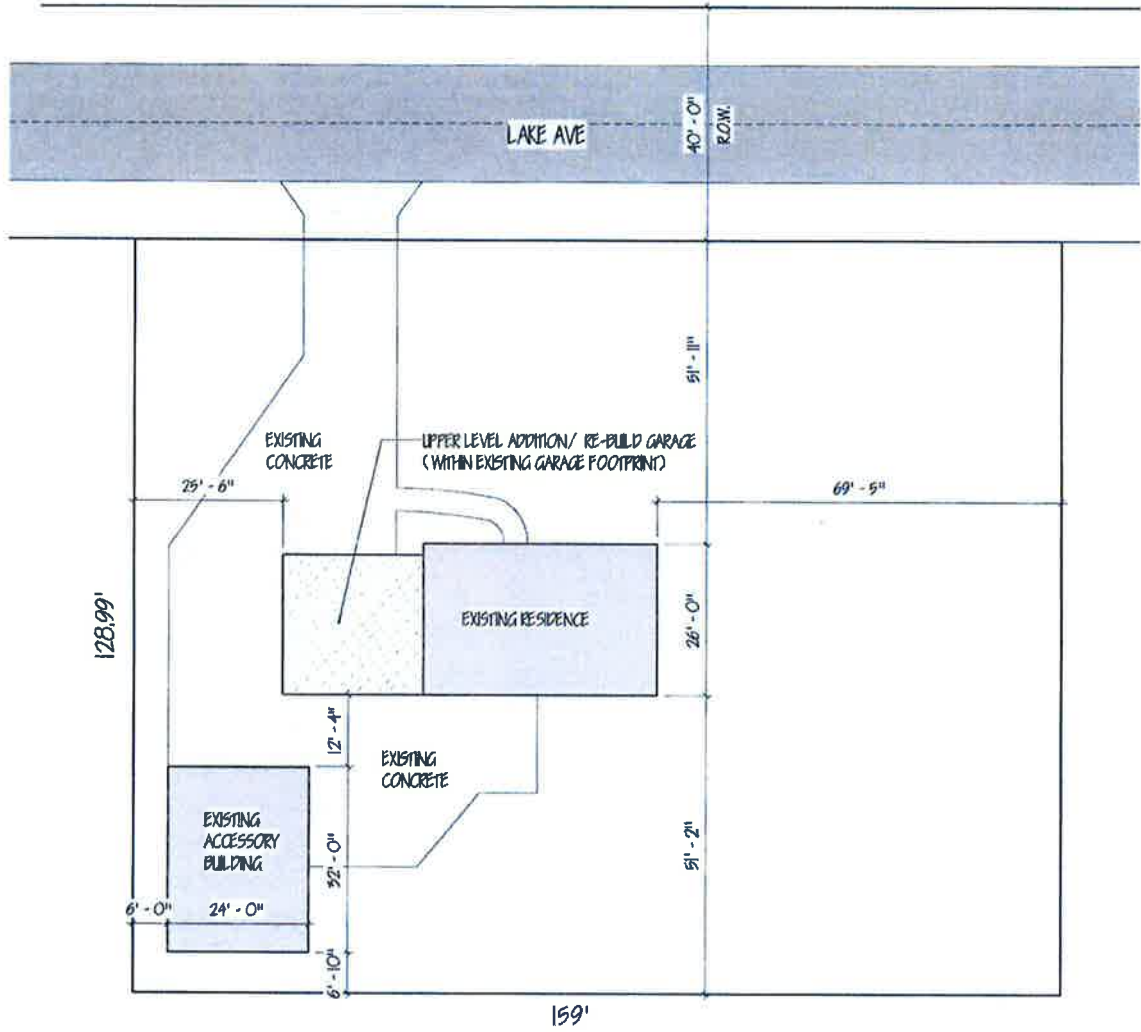 LAKE AVE
40' - 0"
R.O.W.
51' - 11"
EXISTING
CONCRETE
UPPER LEVEL ADDITION/ RE-BUILD GARAGE
( WITHIN EXISTING GARAGE FOOTPRINT)
25' - 6"
69' - 5"
128.99'
EXISTING RESIDENCE
26' - 0"
12' - 4"
EXISTING
CONCRETE
EXISTING
ACCESSORY
BUILDING
32' - 0"
51' - 2"
6' - 0"
24' - 0"
6' - 10"
159'